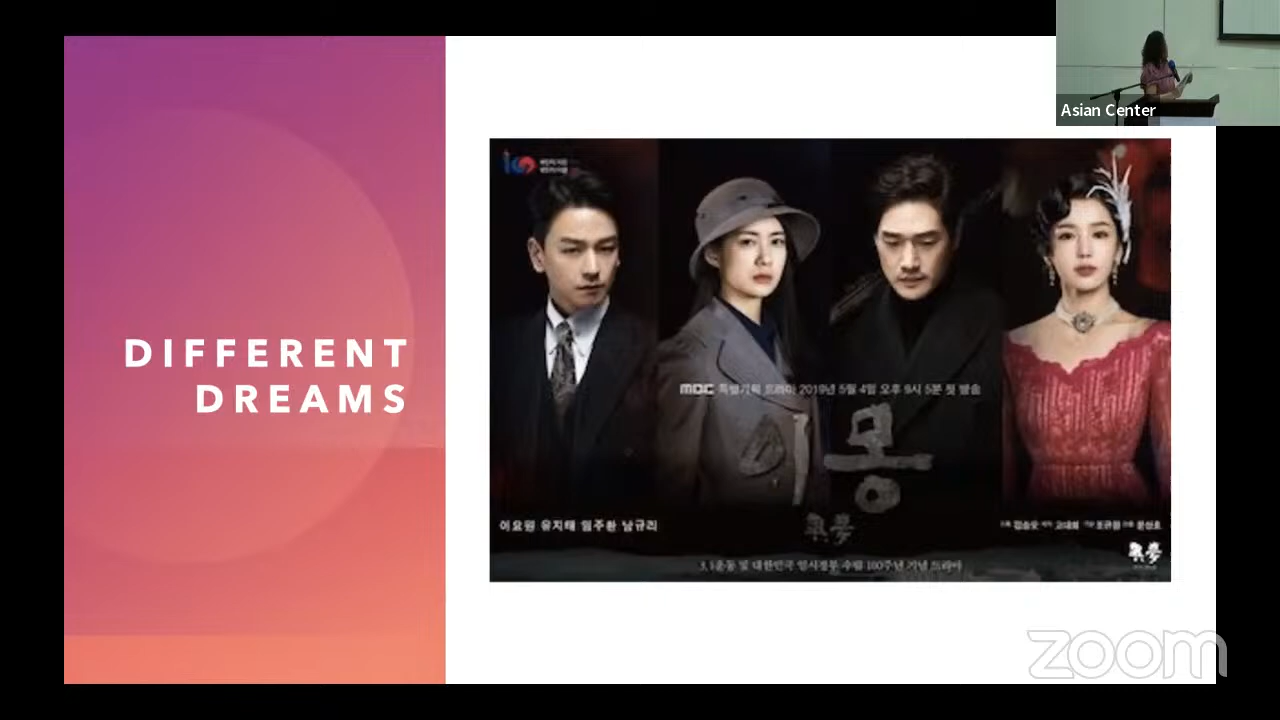 Asian Center
DIFFERENT
DREAMS
MBC 특별기획 드라마 2019년 5월 4일 오후 9시 5분 첫 방송
이몽
異夢
이요원 유지태 임주환 남규리
3.1운동 및 대한민국 임시정부 수립 100주년 기념 드라마
異夢
zoom